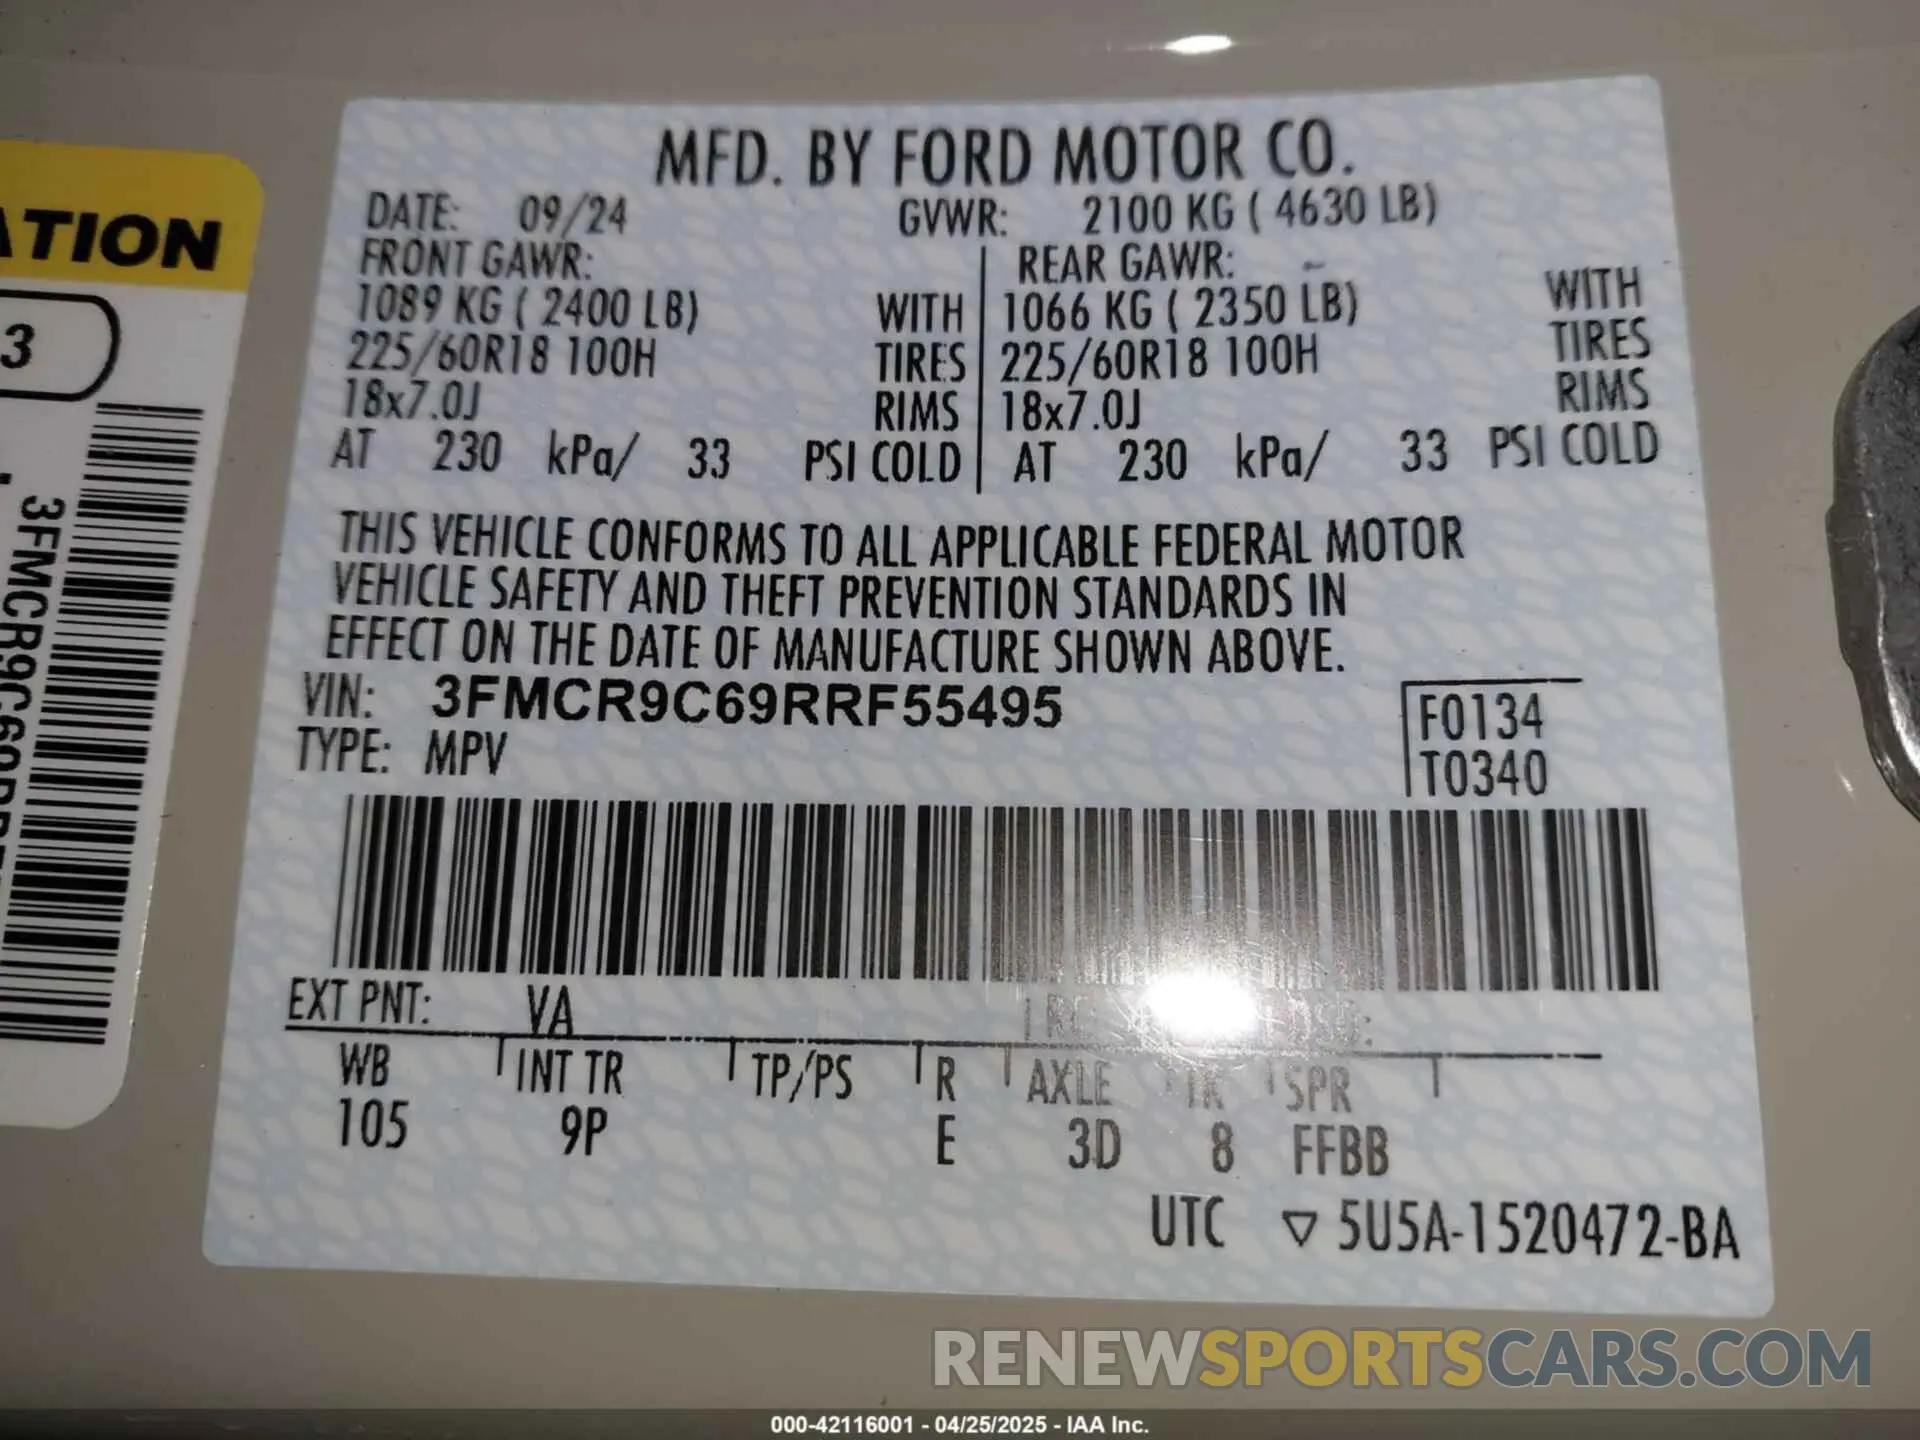 MFD. BY FORD MOTOR CO.
DATE: 09/24 GVWR: 2100 KG ( 4630 LB)
FRONT GAWR: REAR GAWR:
1089 KG ( 2400 LB) WITH 1066 KG ( 2350 LB) WITH
225/60R18 100H TIRES 225/60R18 100H TIRES
18x7.0J RIMS 18x7.0J RIMS
AT 230 kPa/ 33 PSI COLD AT 230 kPa/ 33 PSI COLD
THIS VEHICLE CONFORMS TO ALL APPLICABLE FEDERAL MOTOR
VEHICLE SAFETY AND THEFT PREVENTION STANDARDS IN
EFFECT ON THE DATE OF MANUFACTURE SHOWN ABOVE.
VIN: 3FMCR9C69RRF55495 F0134
TYPE: MPV T0340
EXT PNT: VA
WB INT TR TP/PS R AXLE TR SPR
105 9P E 3D 8 FFBB
UTC ▽ 5U5A-1520472-BA
ATION
3
3FMCR9C69RR
RENEWSPORTSCARS.COM
000-42116001 - 04/25/2025 - IAA Inc.